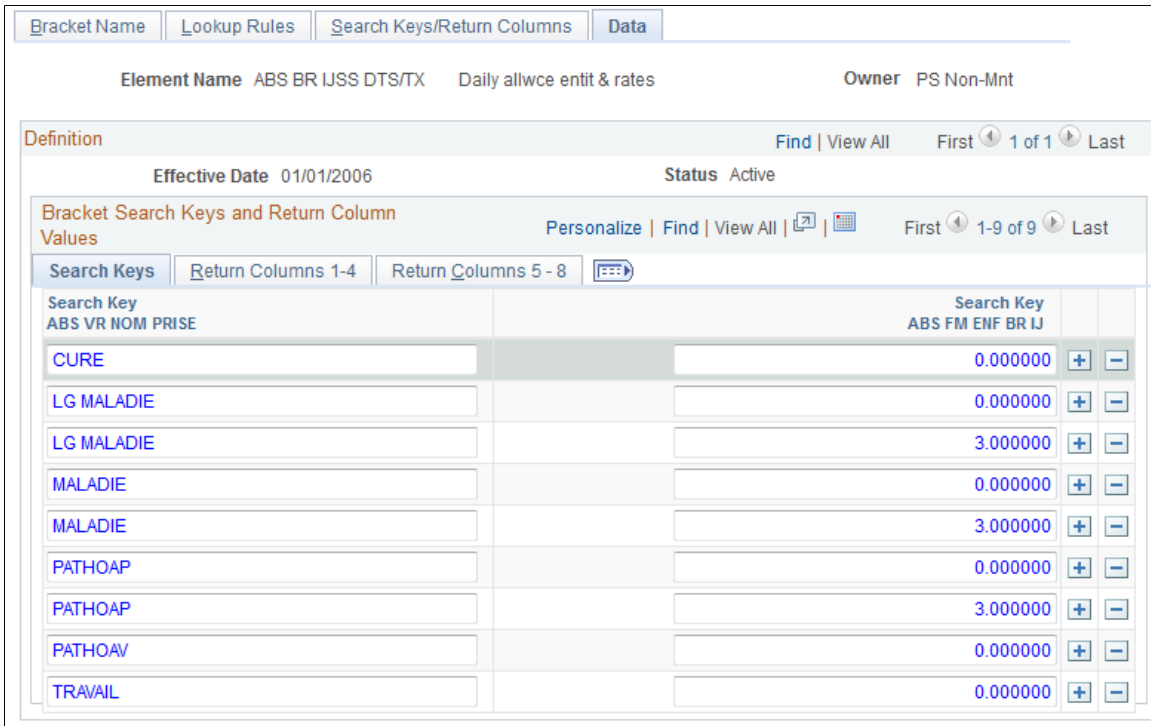 Bracket Name Lookup Rules Search Keys/Return Columns Data
Element Name ABS BR IJSS DTS/TX Daily allwce entit & rates Owner PS Non-Mnt
Definition Find | View All First 1 of 1 Last
Effective Date 01/01/2006 Status Active
Bracket Search Keys and Return Column
Values Personalize | Find | View All | | First 1-9 of 9 Last
Search Keys Return Columns 1-4 Return Columns 5 - 8
Search Key Search Key
ABS VR NOM PRISE ABS FM ENF BR IJ
CURE 0.000000
LG MALADIE 0.000000
LG MALADIE 3.000000
MALADIE 0.000000
MALADIE 3.000000
PATHOAP 0.000000
PATHOAP 3.000000
PATHOAV 0.000000
TRAVAIL 0.000000